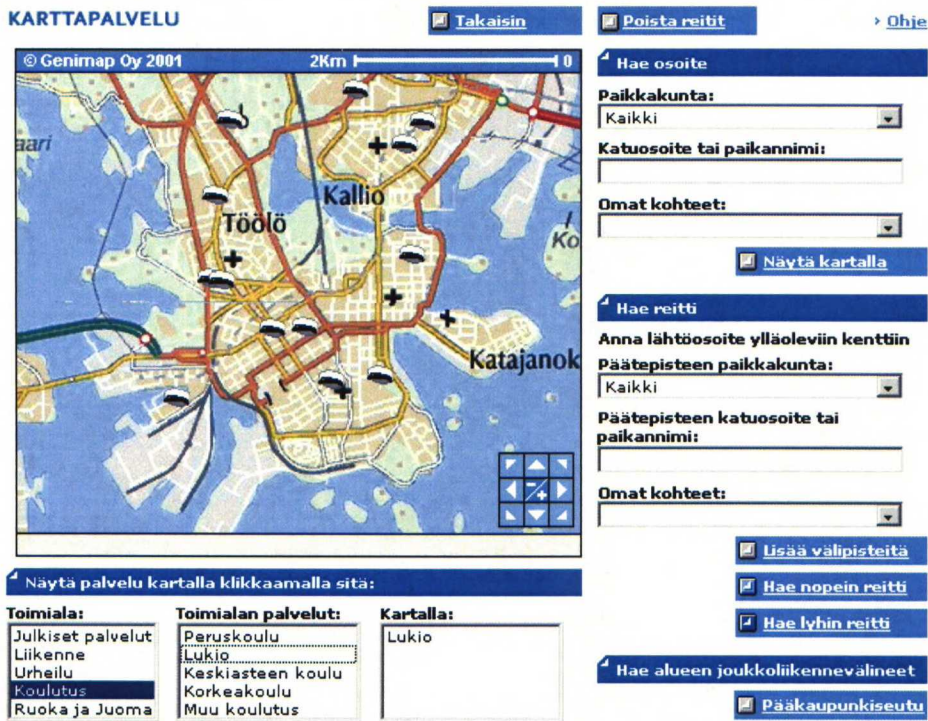 KARTTAPALVELU
Takaisin
Poista reitit
› Ohje
© Genimap Oy 2001 2Km 0
aari
Kallio
Töölö
Ko
Katajanok
Hae osoite
Paikkakunta:
Kaikki
Katuosoite tai paikannimi:
Omat kohteet:
Näytä kartalla
Hae reitti
Anna lähtöosoite ylläoleviin kenttiin
Päätepisteen paikkakunta:
Kaikki
Päätepisteen katuosoite tai
paikannimi:
Omat kohteet:
Lisää välipisteitä
Hae nopein reitti
Hae lyhin reitti
Hae alueen joukkoliikennevälineet
Pääkaupunkiseutu
Näytä palvelu kartalla klikkaamalla sitä:
Toimiala:
Julkiset palvelut
Liikenne
Urheilu
Koulutus
Ruoka ja Juoma
Toimialan palvelut:
Peruskoulu
Lukio
Keskiasteen koulu
Korkeakoulu
Muu koulutus
Kartalla:
Lukio